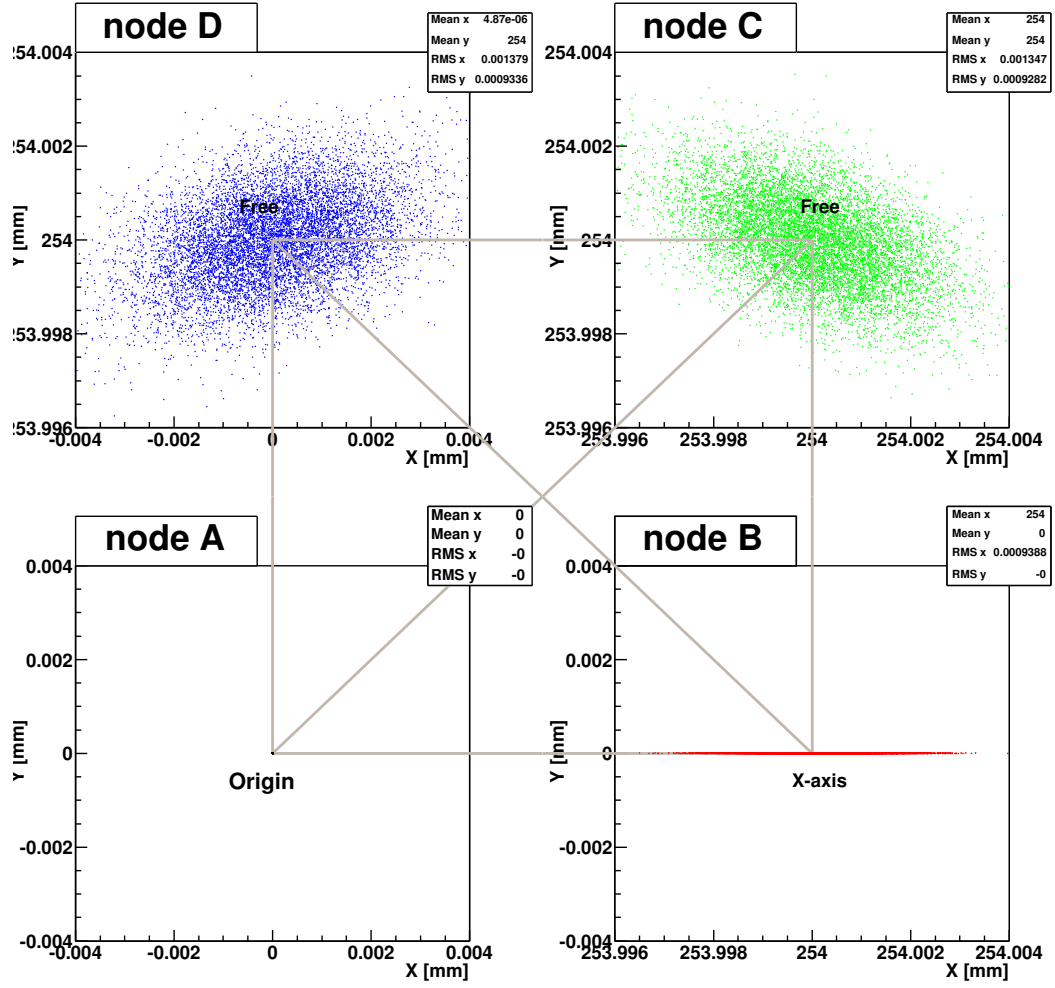 node D
Mean x 4.87e-06
Mean y 254
RMS x 0.001379
RMS y 0.0009336
254.004
254.002
254
253.998
253.996
Y [mm]
Free
-0.004
-0.002
0
0.002
0.004
X [mm]
node C
Mean x 254
Mean y 254
RMS x 0.001347
RMS y 0.0009282
254.004
254.002
254
253.998
253.996
Y [mm]
Free
253.996
253.998
254
254.002
254.004
X [mm]
node A
Mean x 0
Mean y 0
RMS x -0
RMS y -0
0.004
0.002
0
-0.002
-0.004
Y [mm]
Origin
-0.004
-0.002
0
0.002
0.004
X [mm]
node B
Mean x 254
Mean y 0
RMS x 0.0009388
RMS y -0
0.004
0.002
0
-0.002
-0.004
Y [mm]
X-axis
253.996
253.998
254
254.002
254.004
X [mm]